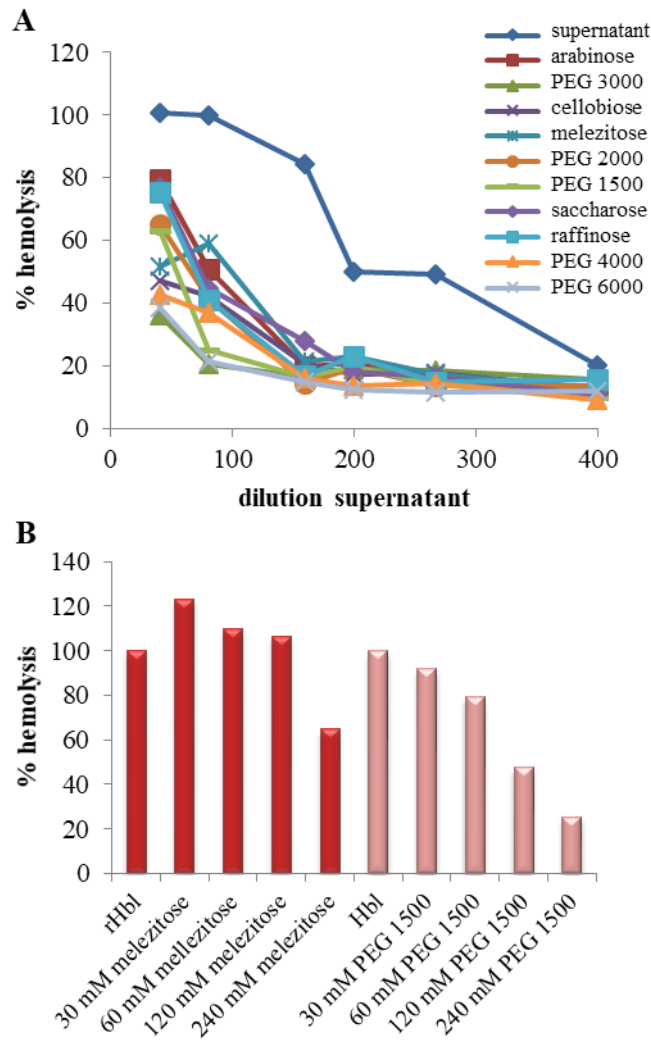 A
120
100
80
60
40
20
0
% hemolysis
0 100 200 300 400
dilution supernatant
supernatant
arabinose
PEG 3000
cellobiose
melezitose
PEG 2000
PEG 1500
saccharose
raffinose
PEG 4000
PEG 6000
B
140
120
100
80
60
40
20
0
% hemolysis
rHbl
30 mM melezitose
60 mM mellezitose
120 mM melezitose
240 mM melezitose
Hbl
30 mM PEG 1500
60 mM PEG 1500
120 mM PEG 1500
240 mM PEG 1500